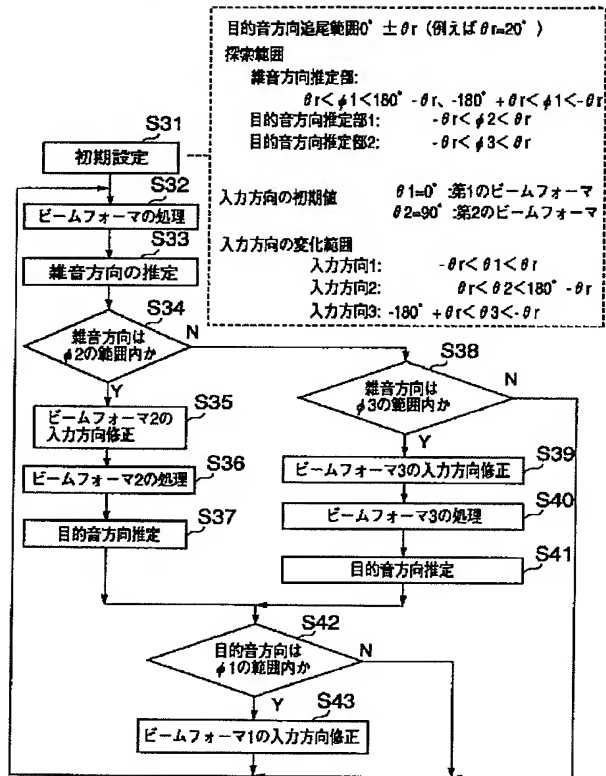 目的音方向追尾範囲0° ±θr (例えばθr=20° )
探索範囲
雑音方向推定部:
θr<φ1<180° -θr、-180° +θr<φ1<-θr
目的音方向推定部1: -θr<φ2<θr
目的音方向推定部2: -θr<φ3<θr
入力方向の初期値 θ1=0° :第1のビームフォーマ
θ2=90° :第2のビームフォーマ
入力方向の変化範囲
入力方向1: -θr<θ1<θr
入力方向2: θr<θ2<180° -θr
入力方向3: -180° +θr<θ3<-θr
S31
初期設定
S32
ビームフォーマの処理
S33
雑音方向の推定
S34
雑音方向は
φ2の範囲内か
N
Y
S35
ビームフォーマ2の
入力方向修正
S36
ビームフォーマ2の処理
S37
目的音方向推定
S38
雑音方向は
φ3の範囲内か
N
Y
S39
ビームフォーマ3の入力方向修正
S40
ビームフォーマ3の処理
S41
目的音方向推定
S42
目的音方向は
φ1の範囲内か
N
Y
S43
ビームフォーマ1の入力方向修正